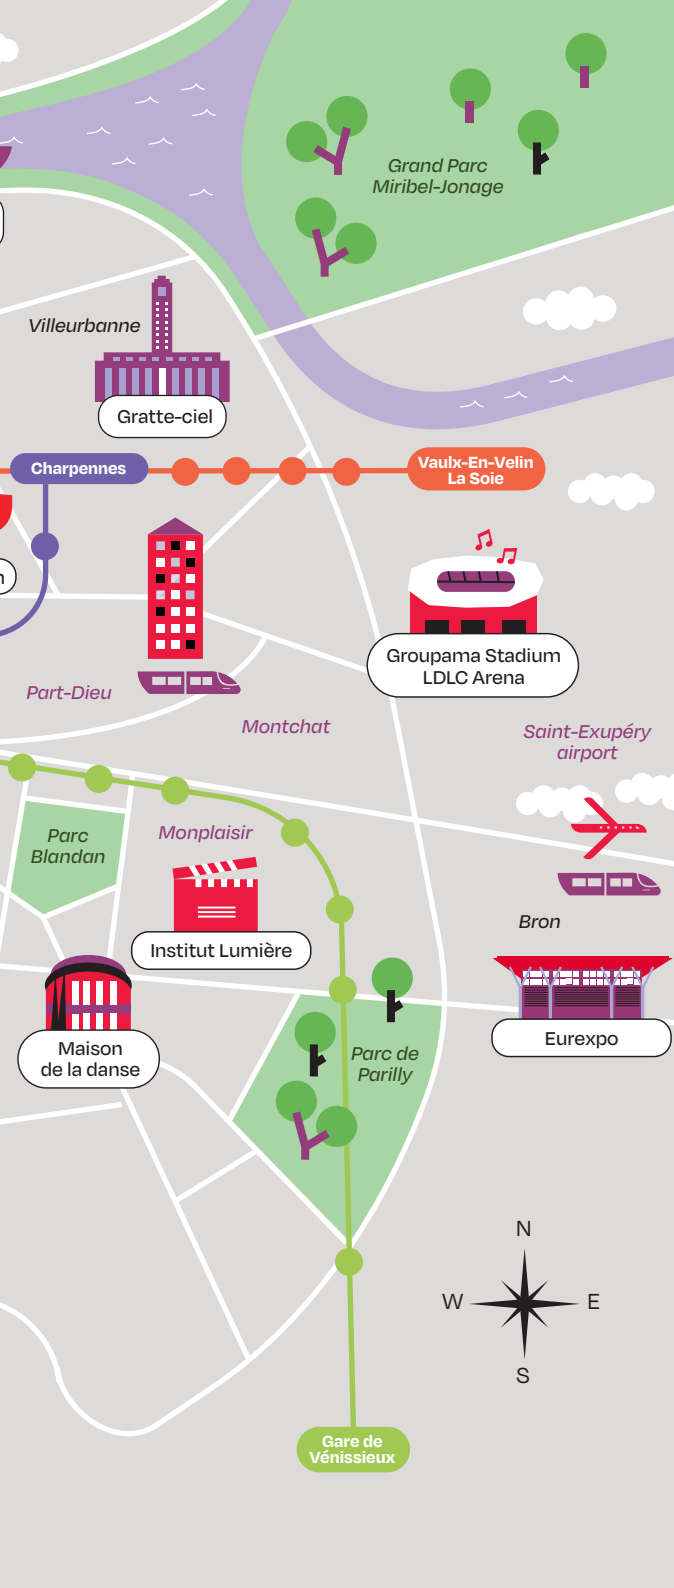 Grand Parc
Miribel-Jonage
Villeurbanne
Gratte-ciel
Charpennes
Vaulx-En-Velin
La Soie
n
Groupama Stadium
LDLC Arena
Part-Dieu
Montchat
Saint-Exupéry
airport
Parc
Blandan
Monplaisir
Bron
Institut Lumière
Eurexpo
Maison
de la danse
Parc de
Parilly
N
W
E
S
Gare de
Vénissieux